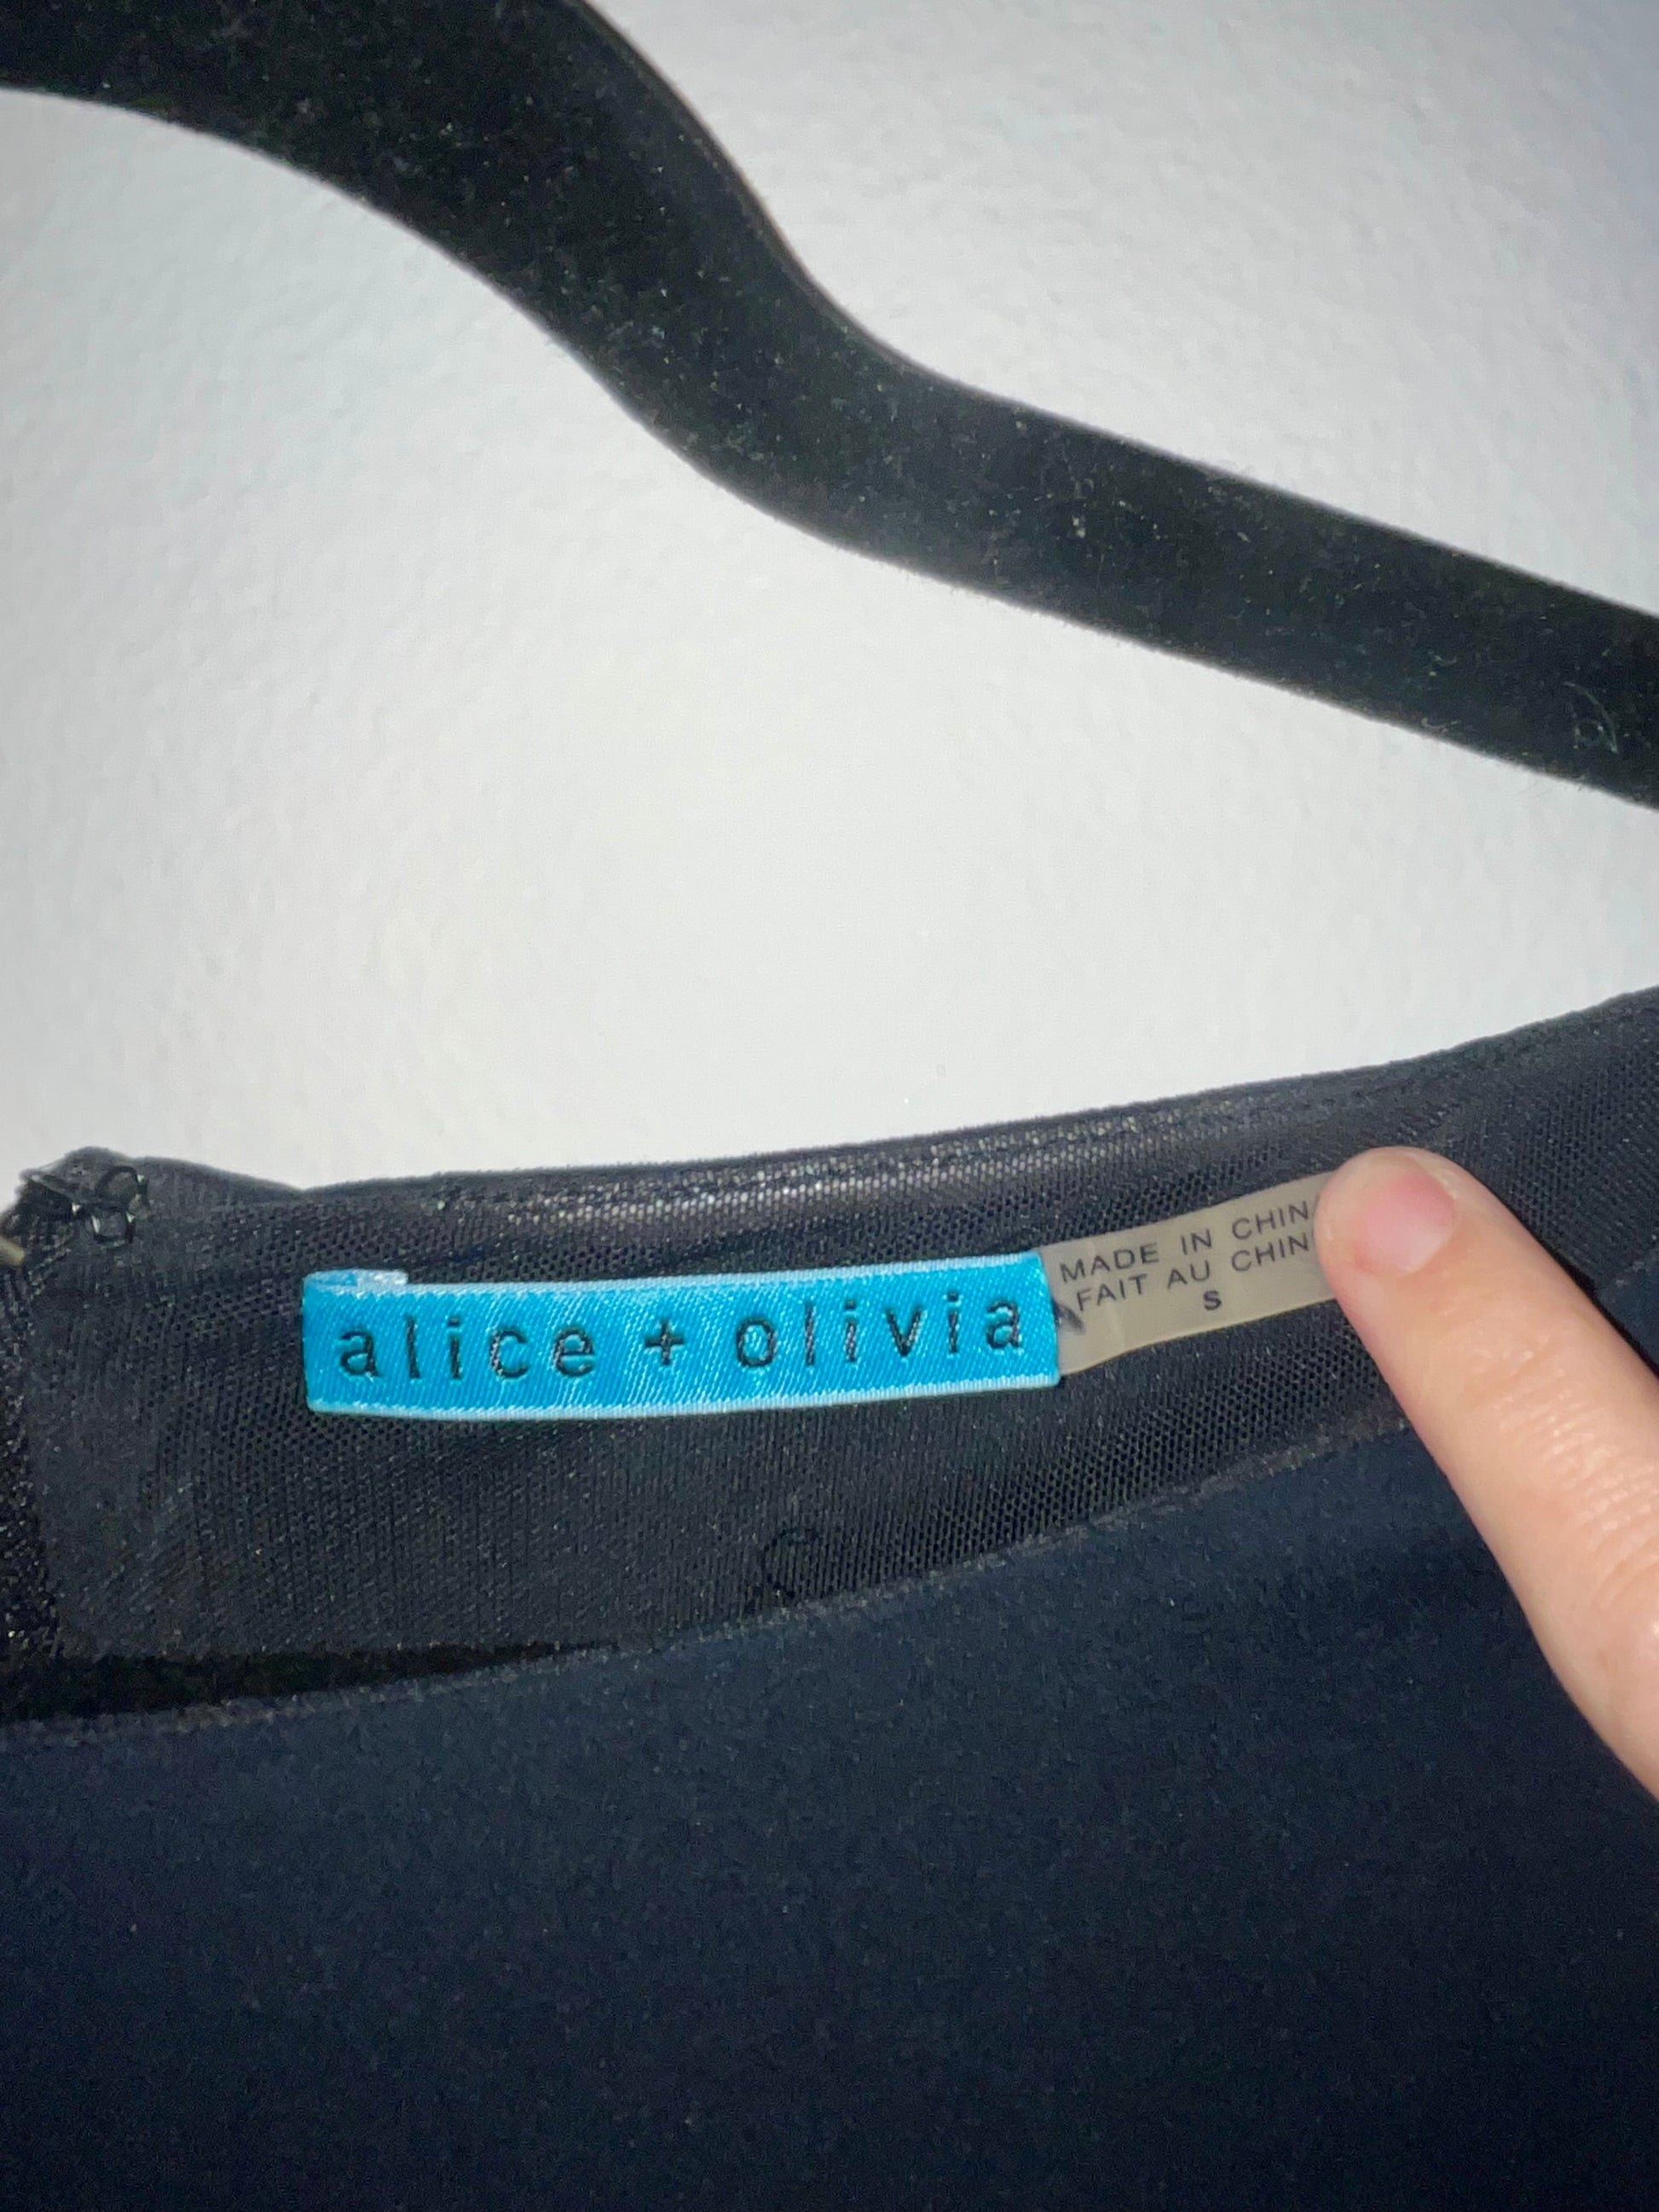 alice + olivia
MADE IN CHIN
FAIT AU CHIN
S